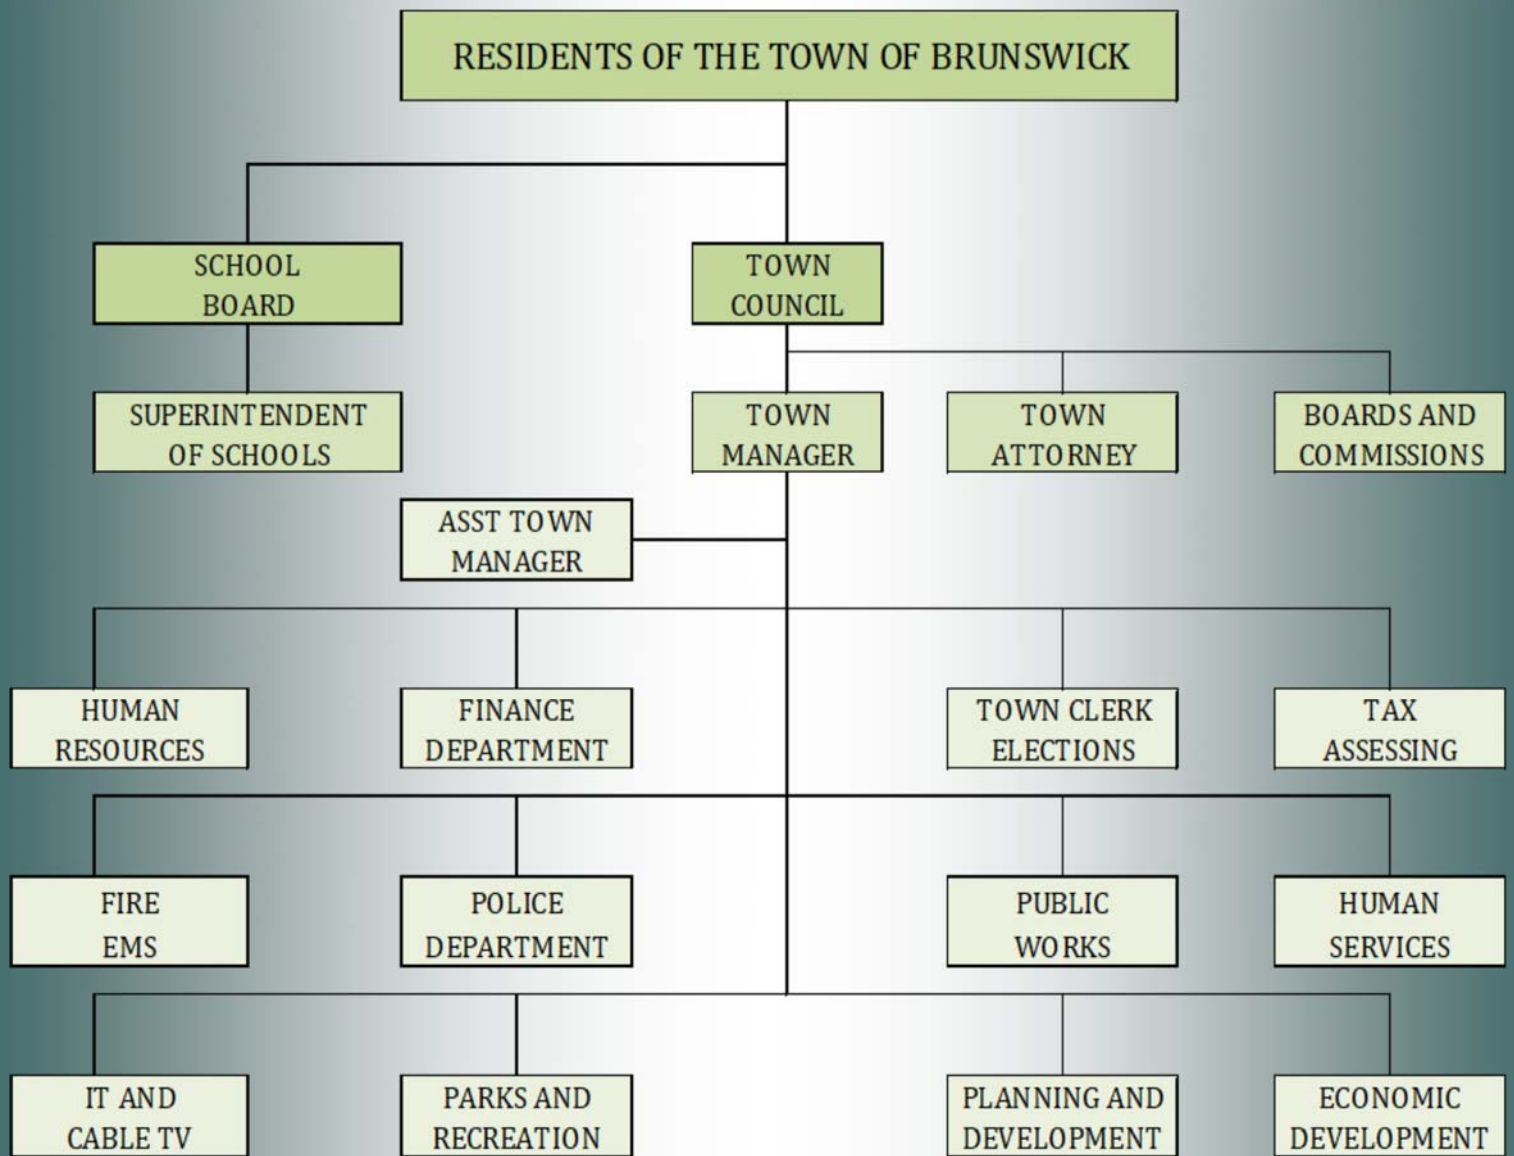 RESIDENTS OF THE TOWN OF BRUNSWICK
SCHOOL
BOARD
TOWN
COUNCIL
SUPERINTENDENT
OF SCHOOLS
TOWN
MANAGER
TOWN
ATTORNEY
BOARDS AND
COMMISSIONS
ASST TOWN
MANAGER
HUMAN
RESOURCES
FINANCE
DEPARTMENT
TOWN CLERK
ELECTIONS
TAX
ASSESSING
FIRE
EMS
POLICE
DEPARTMENT
PUBLIC
WORKS
HUMAN
SERVICES
IT AND
CABLE TV
PARKS AND
RECREATION
PLANNING AND
DEVELOPMENT
ECONOMIC
DEVELOPMENT